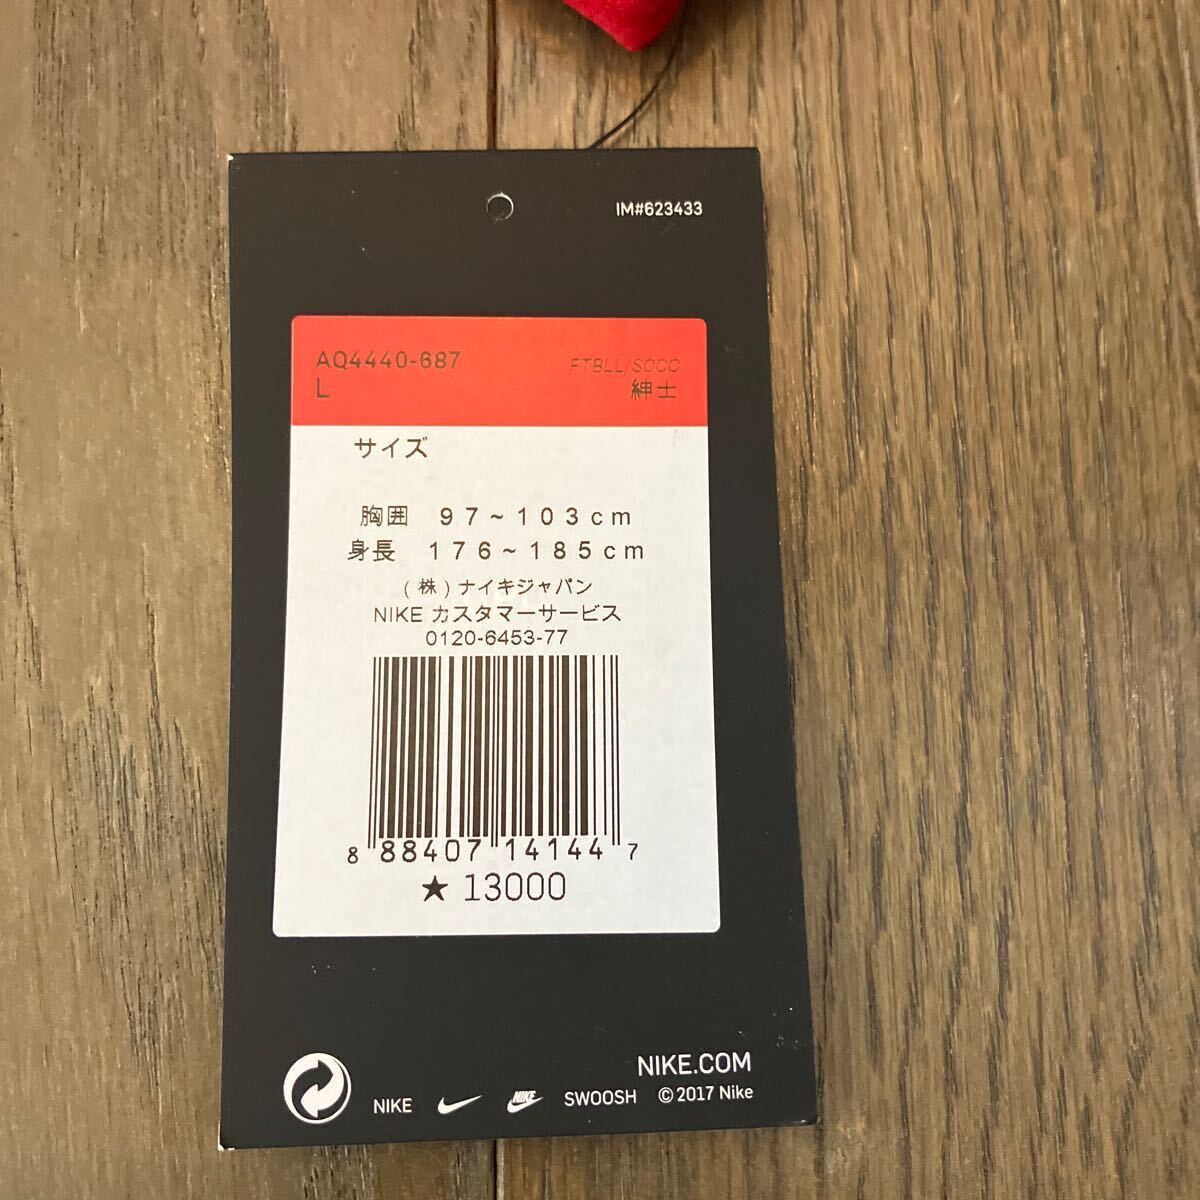 IM#623433
AQ4440-687
FTBLL/SOCC
L
紳士
サイズ
胸囲 97~103cm
身長 176~185cm
(株)ナイキジャパン
NIKE カスタマーサービス
0120-6453-77
8 88407 14144 7
★ 13000
NIKE.COM
NIKE NIKE SWOOSH ©2017 Nike